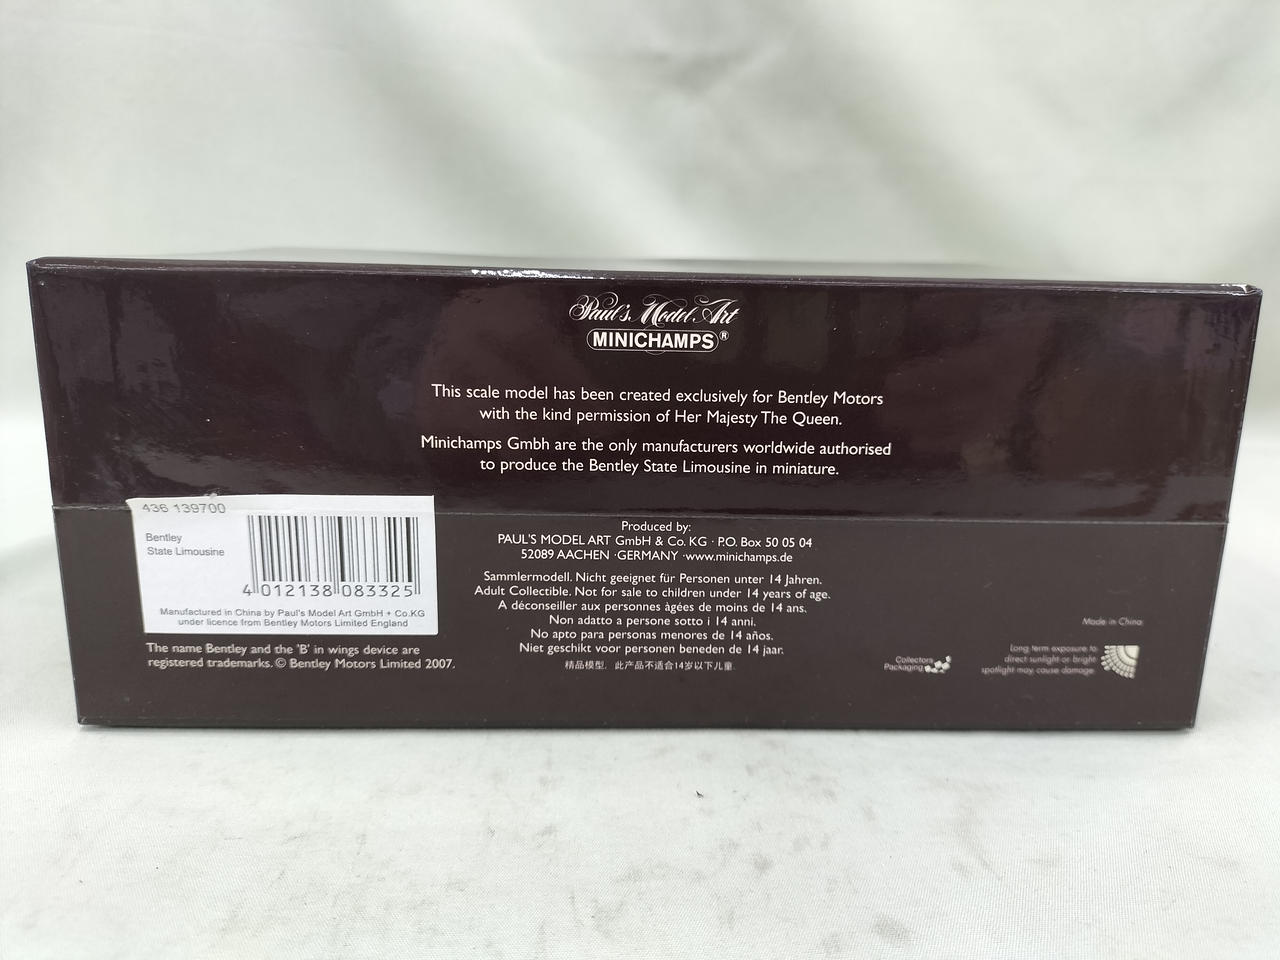 Paul's Model Art
MINICHAMPS®
This scale model has been created exclusively for Bentley Motors
with the kind permission of Her Majesty The Queen.
Minichamps Gmbh are the only manufacturers worldwide authorised
to produce the Bentley State Limousine in miniature.
436 139700
Bentley
State Limousine
4 012138 083325
Manufactured in China by Paul's Model Art GmbH + Co.KG
under licence from Bentley Motors Limited England
The name Bentley and the 'B' in wings device are
registered trademarks. © Bentley Motors Limited 2007.
Produced by:
PAUL'S MODEL ART GmbH & Co. KG · P.O. Box 50 05 04
52089 AACHEN · GERMANY · www.minichamps.de
Sammlermodell. Nicht geeignet für Personen unter 14 Jahren.
Adult Collectible. Not for sale to children under 14 years of age.
A déconseiller aux personnes àgées de moins de 14 ans.
Non adatto a persone sotto i 14 anni.
No apto para personas menores de 14 años.
Niet geschikt voor personen beneden de 14 jaar.
精品模型. 此产品不适合14岁以下儿童.
Collectors
Packaging
Made in China
Long term exposure to
direct sunlight or bright
spotlight may cause damage.